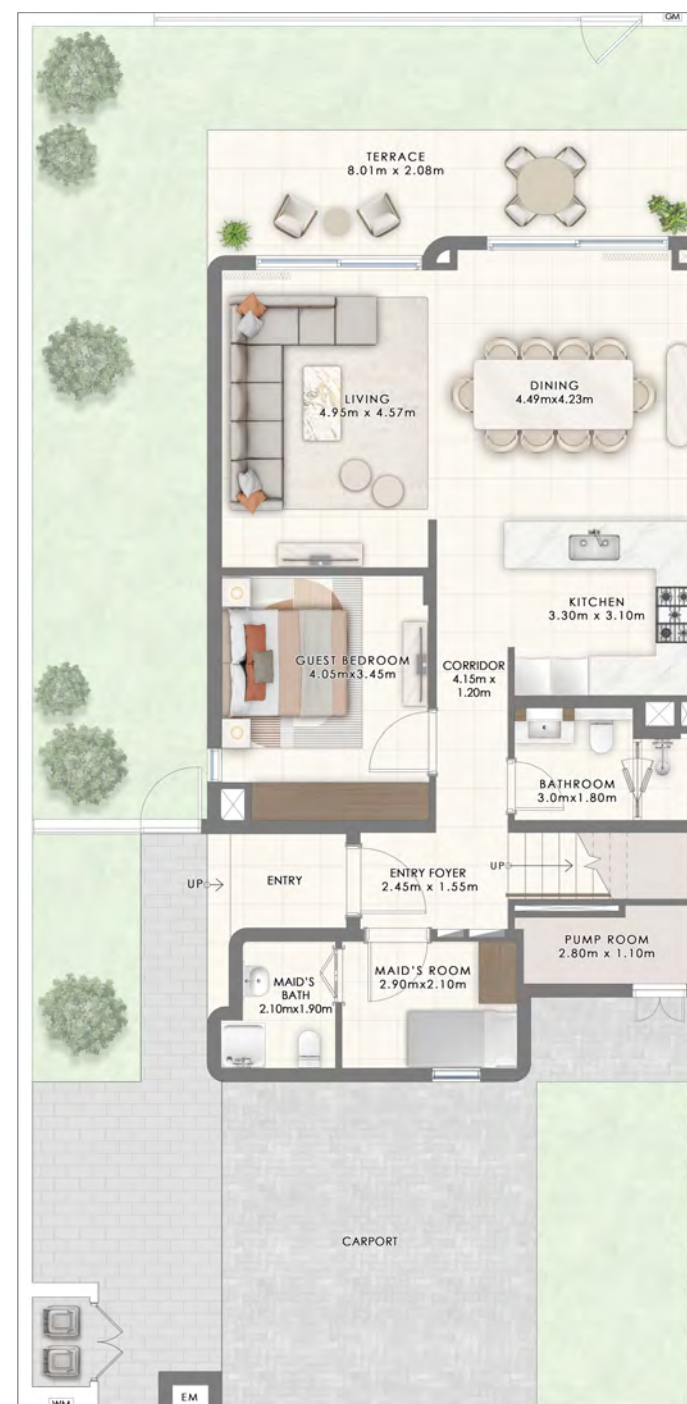 GM
TERRACE
8.01m x 2.08m
LIVING
4.95m x 4.57m
DINING
4.49mx4.23m
KITCHEN
3.30m x 3.10m
GUEST BEDROOM
4.05mx3.45m
CORRIDOR
4.15m x
1.20m
BATHROOM
3.0mx1.80m
UP
ENTRY
ENTRY FOYER
2.45m x 1.55m
UP
PUMP ROOM
2.80m x 1.10m
MAID'S
BATH
2.10mx1.90m
MAID'S ROOM
2.90mx2.10m
CARPORT
EM
WM